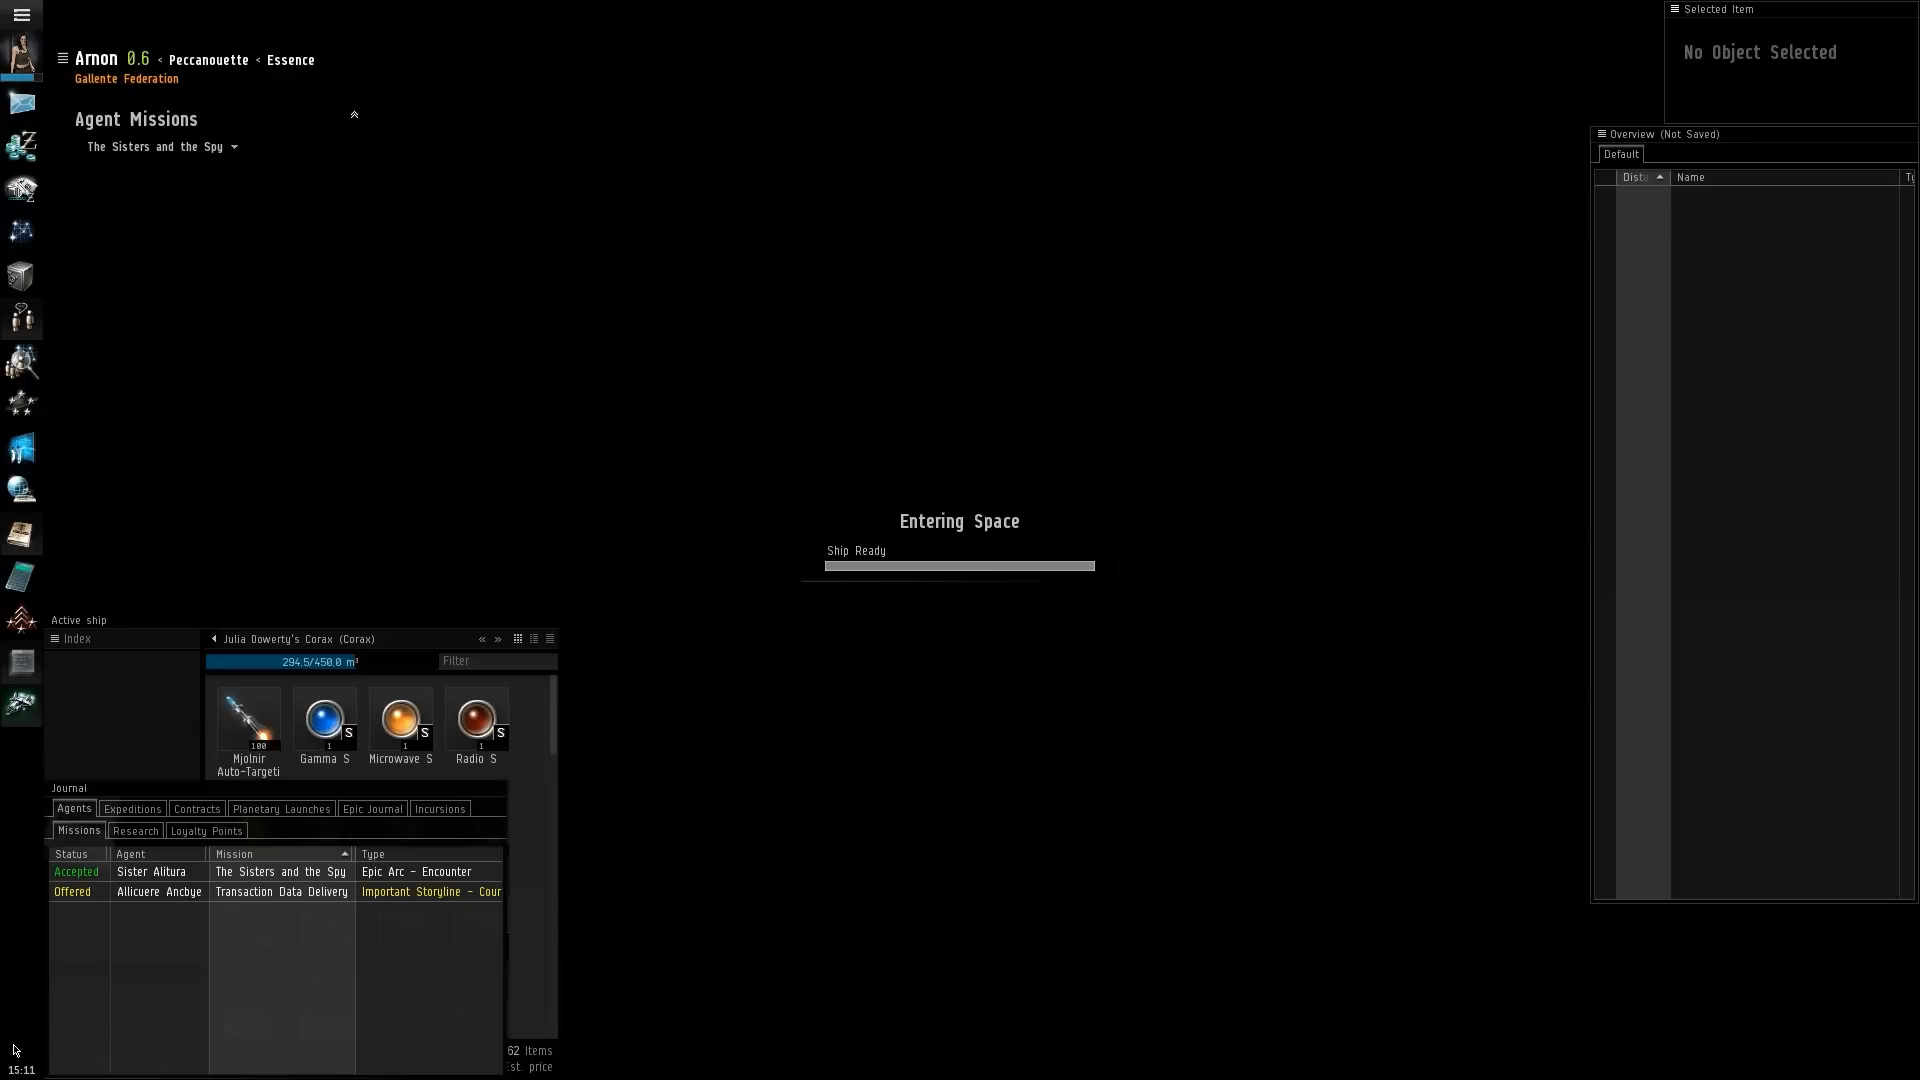 Arnon 0.6 < Peccanouette < Essence
Gallente Federation
Agent Missions
The Sisters and the Spy
Selected Item
No Object Selected
Overview (Not Saved)
Default
Dista Name
Entering Space
Ship Ready
Active ship
Index
Julia Dowerty's Corax (Corax)
294,5/450,0 m³
Filter
100 1 S 1 S 1 S
Mjolnir Gamma S Microwave S Radio S
Auto-Targeti
Journal
Agents Expeditions Contracts Planetary Launches Epic Journal Incursions
Missions Research Loyalty Points
Status Agent Mission Type
Accepted Sister Alitura The Sisters and the Spy Epic Arc - Encounter
Offered Allicuere Ancbye Transaction Data Delivery Important Storyline - Cour
62 Items
Est. price
15:11